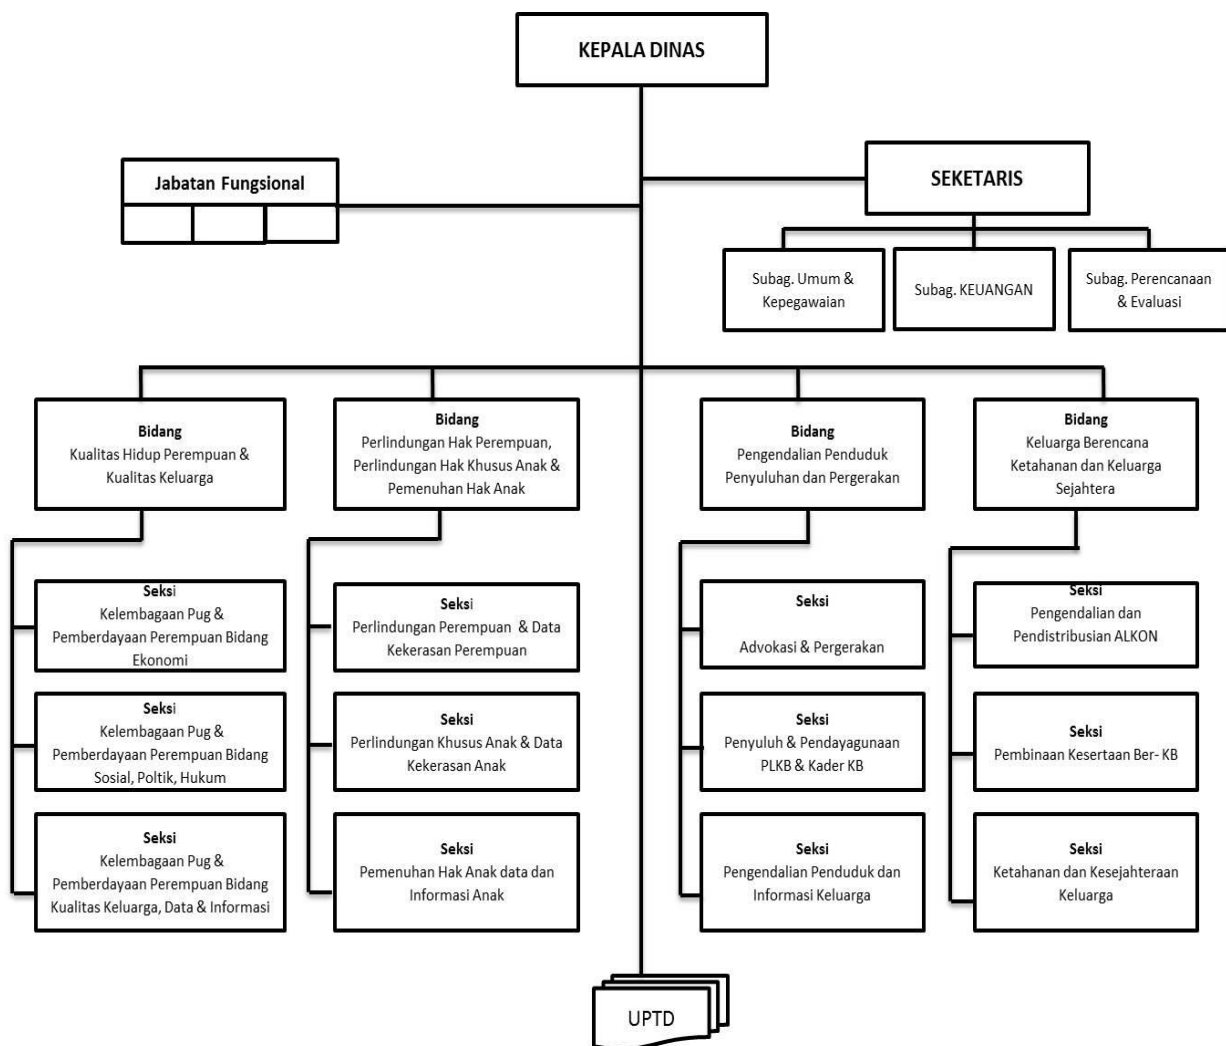 KEPALA DINAS
Jabatan Fungsional
SEKETARIS
Subag. Umum &
Kepegawaian
Subag. KEUANGAN
Subag. Perencanaan
& Evaluasi
Bidang
Kualitas Hidup Perempuan &
Kualitas Keluarga
Bidang
Perlindungan Hak Perempuan,
Perlindungan Hak Khusus Anak &
Pemenuhan Hak Anak
Bidang
Pengendalian Penduduk
Penyuluhan dan Pergerakan
Bidang
Keluarga Berencana
Ketahanan dan Keluarga
Sejahtera
Seksi
Kelembagaan Pug &
Pemberdayaan Perempuan Bidang
Ekonomi
Seksi
Kelembagaan Pug &
Pemberdayaan Perempuan Bidang
Sosial, Poltik, Hukum
Seksi
Kelembagaan Pug &
Pemberdayaan Perempuan Bidang
Kualitas Keluarga, Data & Informasi
Seksi
Perlindungan Perempuan & Data
Kekerasan Perempuan
Seksi
Perlindungan Khusus Anak & Data
Kekerasan Anak
Seksi
Pemenuhan Hak Anak data dan
Informasi Anak
Seksi
Advokasi & Pergerakan
Seksi
Penyuluh & Pendayagunaan
PLKB & Kader KB
Seksi
Pengendalian Penduduk dan
Informasi Keluarga
Seksi
Pengendalian dan
Pendistribusian ALKON
Seksi
Pembinaan Kesertaan Ber- KB
Seksi
Ketahanan dan Kesejahteraan
Keluarga
UPTD